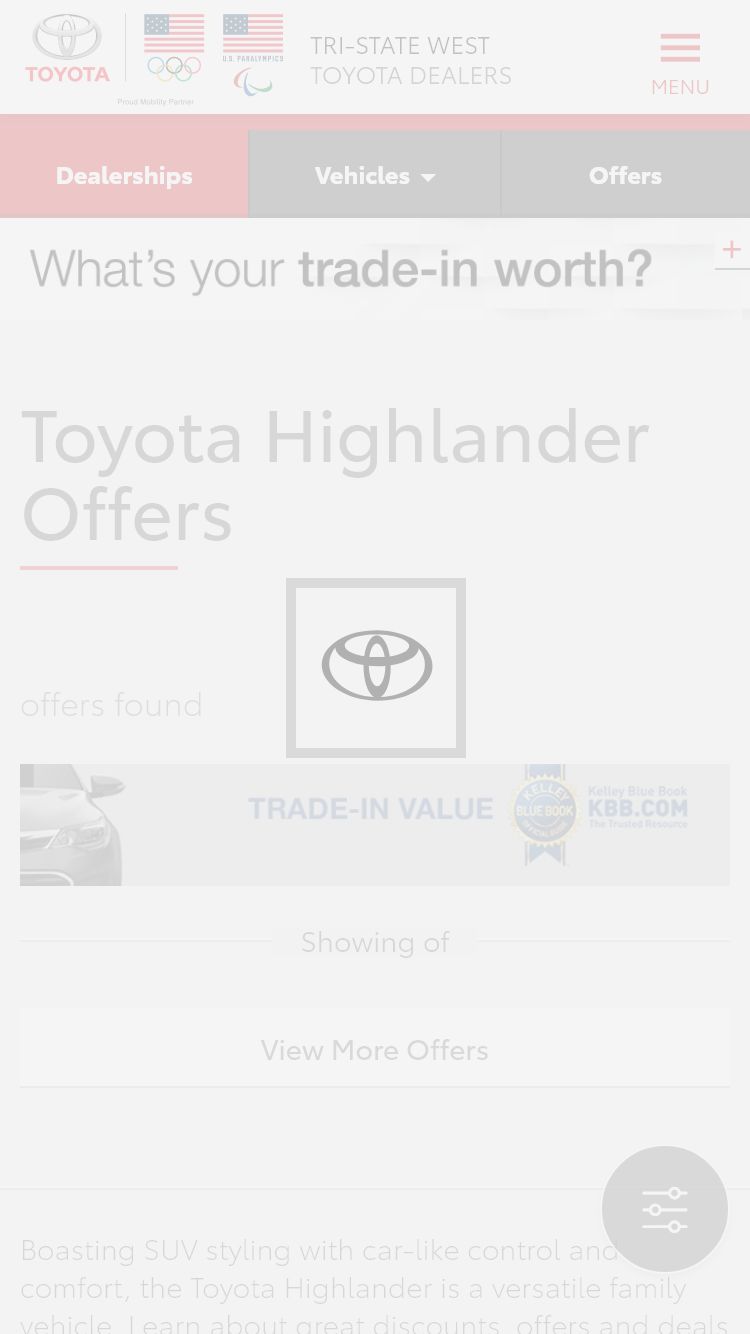 TOYOTA
U.S. PARALYMPICS
Proud Mobility Partner
TRI-STATE WEST
TOYOTA DEALERS
MENU
Dealerships
Vehicles
Offers
What's your trade-in worth?
+
Toyota Highlander
Offers
offers found
TRADE-IN VALUE
KELLEY
BLUE BOOK
OFFICIAL GUIDE
Kelley Blue Book
KBB.COM
The Trusted Resource
Showing of
View More Offers
Boasting SUV styling with car-like control and
comfort, the Toyota Highlander is a versatile family
vehicle. Learn about great discounts, offers and deals